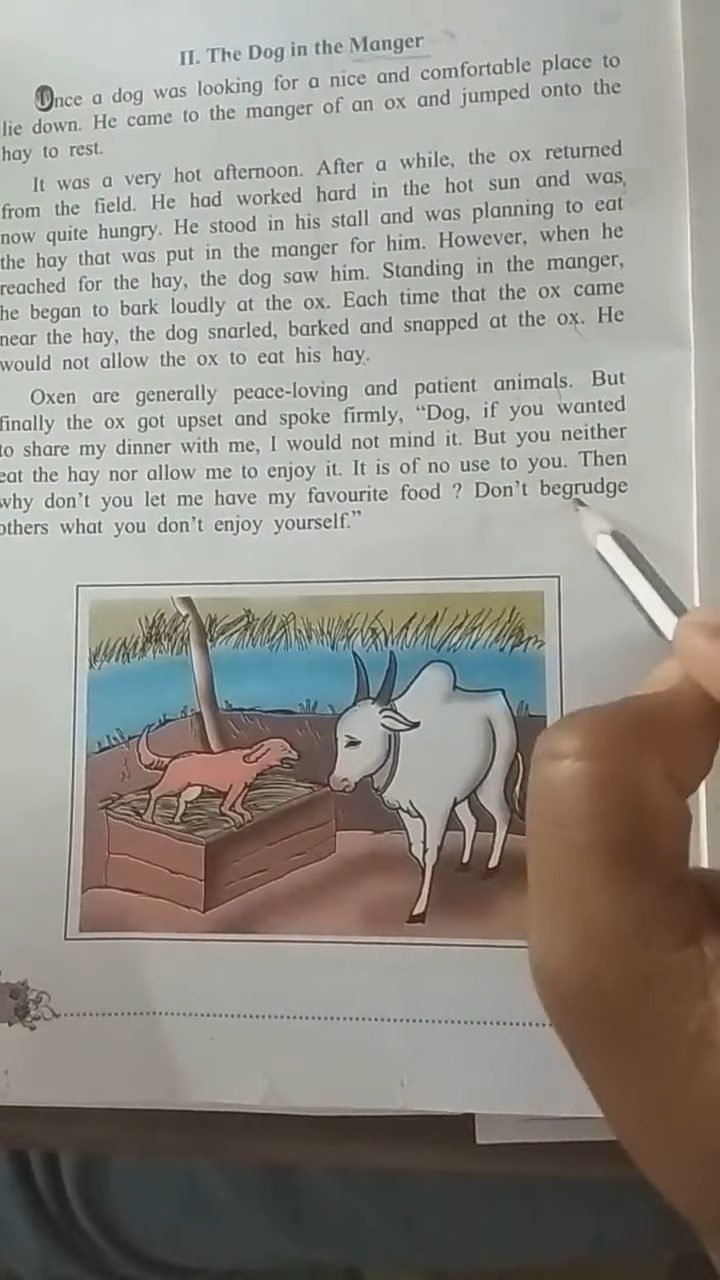 II. The Dog in the Manger
Once a dog was looking for a nice and comfortable place to
lie down. He came to the manger of an ox and jumped onto the
hay to rest.
It was a very hot afternoon. After a while, the ox returned
from the field. He had worked hard in the hot sun and was
now quite hungry. He stood in his stall and was planning to eat
the hay that was put in the manger for him. However, when he
reached for the hay, the dog saw him. Standing in the manger,
he began to bark loudly at the ox. Each time that the ox came
near the hay, the dog snarled, barked and snapped at the ox. He
would not allow the ox to eat his hay.
Oxen are generally peace-loving and patient animals. But
finally the ox got upset and spoke firmly, “Dog, if you wanted
to share my dinner with me, I would not mind it. But you neither
eat the hay nor allow me to enjoy it. It is of no use to you. Then
why don’t you let me have my favourite food ? Don’t begrudge
others what you don’t enjoy yourself.”